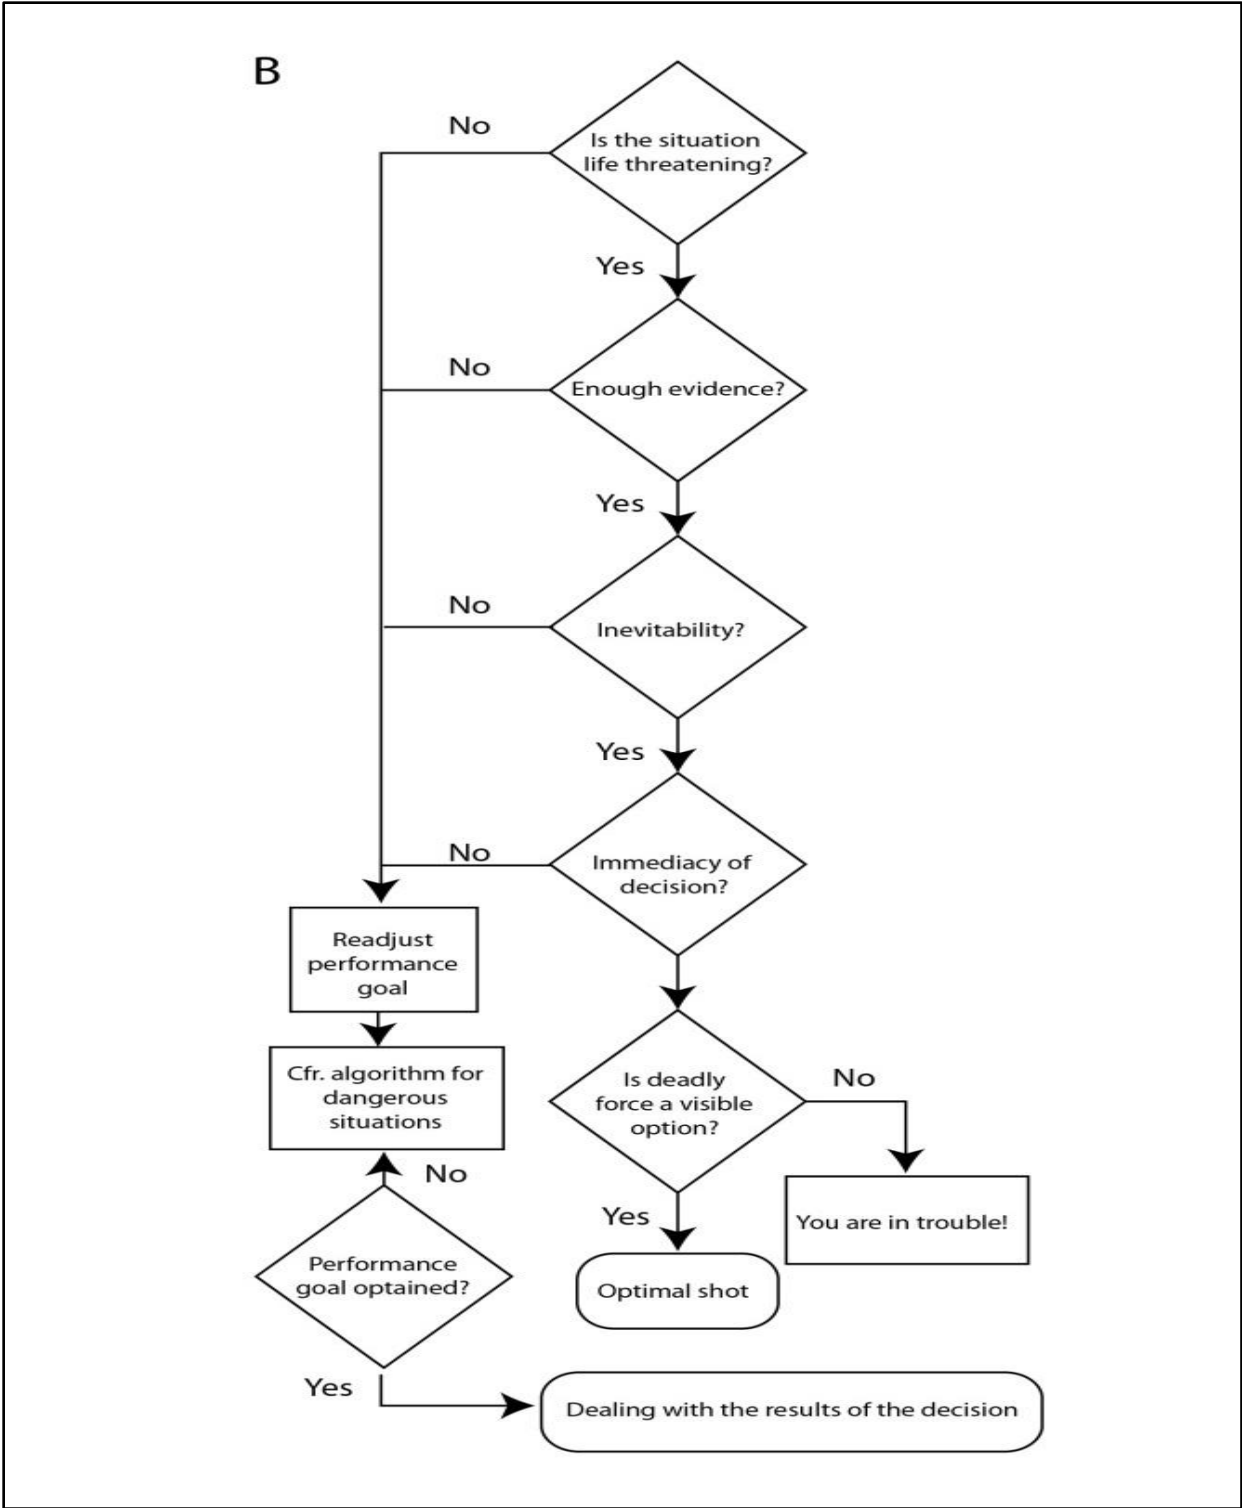 B
No
Is the situation
life threatening?
Yes
No
Enough evidence?
Yes
No
Inevitability?
Yes
No
Immediacy of
decision?
Readjust
performance
goal
Cfr. algorithm for
dangerous
situations
Is deadly
force a visible
option?
No
No
Yes
You are in trouble!
Performance
goal optained?
Optimal shot
Yes
Dealing with the results of the decision